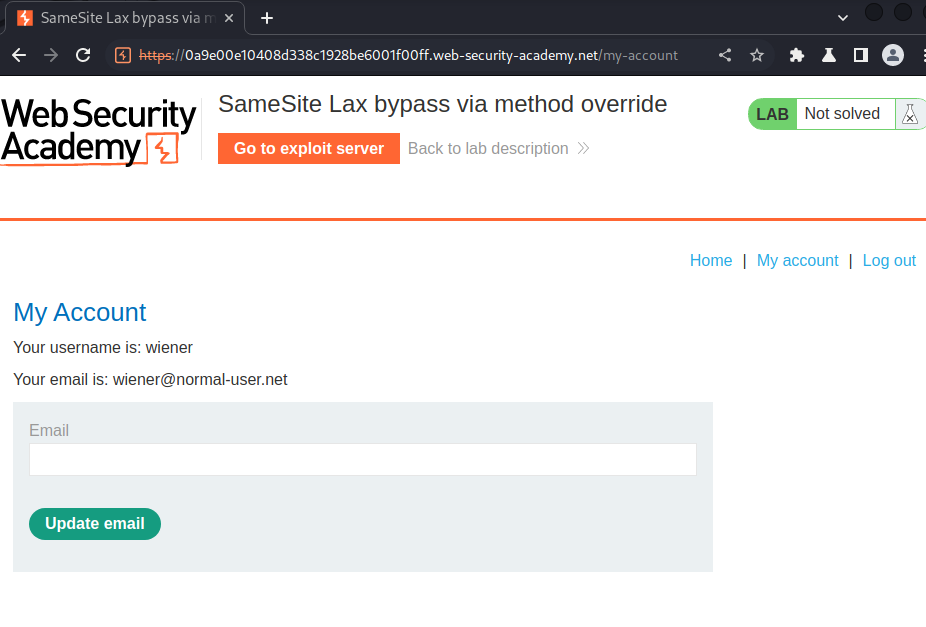 SameSite Lax bypass via m
https://0a9e00e10408d338c1928be6001f00ff.web-security-academy.net/my-account
Web Security
Academy
SameSite Lax bypass via method override
LAB Not solved
Go to exploit server Back to lab description
Home | My account | Log out
My Account
Your username is: wiener
Your email is: wiener@normal-user.net
Email
Update email